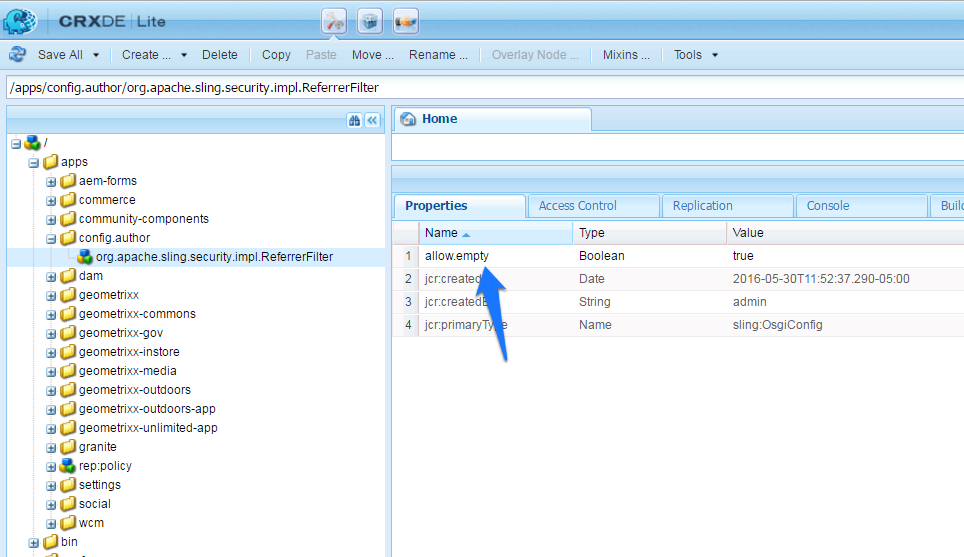 CRXDE | Lite
Save All Create ... Delete Copy Paste Move ... Rename ... Overlay Node ... Mixins ... Tools
/apps/config.author/org.apache.sling.security.impl.ReferrerFilter
Home
/
apps
aem-forms
commerce
community-components
config.author
org.apache.sling.security.impl.ReferrerFilter
dam
geometrixx
geometrixx-commons
geometrixx-gov
geometrixx-instore
geometrixx-media
geometrixx-outdoors
geometrixx-outdoors-app
geometrixx-unlimited-app
granite
rep:policy
settings
social
wcm
bin
Properties Access Control Replication Console
Name Type Value
1 allow.empty Boolean true
2 jcr:created Date 2016-05-30T11:52:37.290-05:00
3 String admin
4 Name sling:OsgiConfig